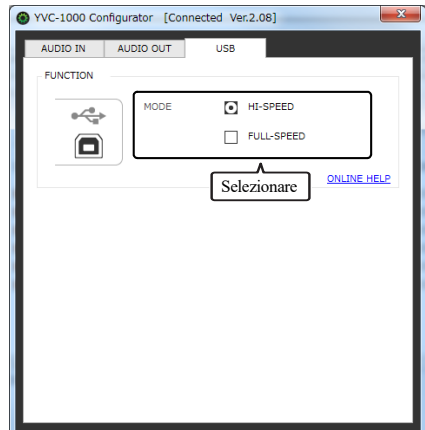 YVC-1000 Configurator [Connected Ver.2.08]
AUDIO IN AUDIO OUT USB
FUNCTION
MODE HI-SPEED
FULL-SPEED
Selezionare
ONLINE HELP